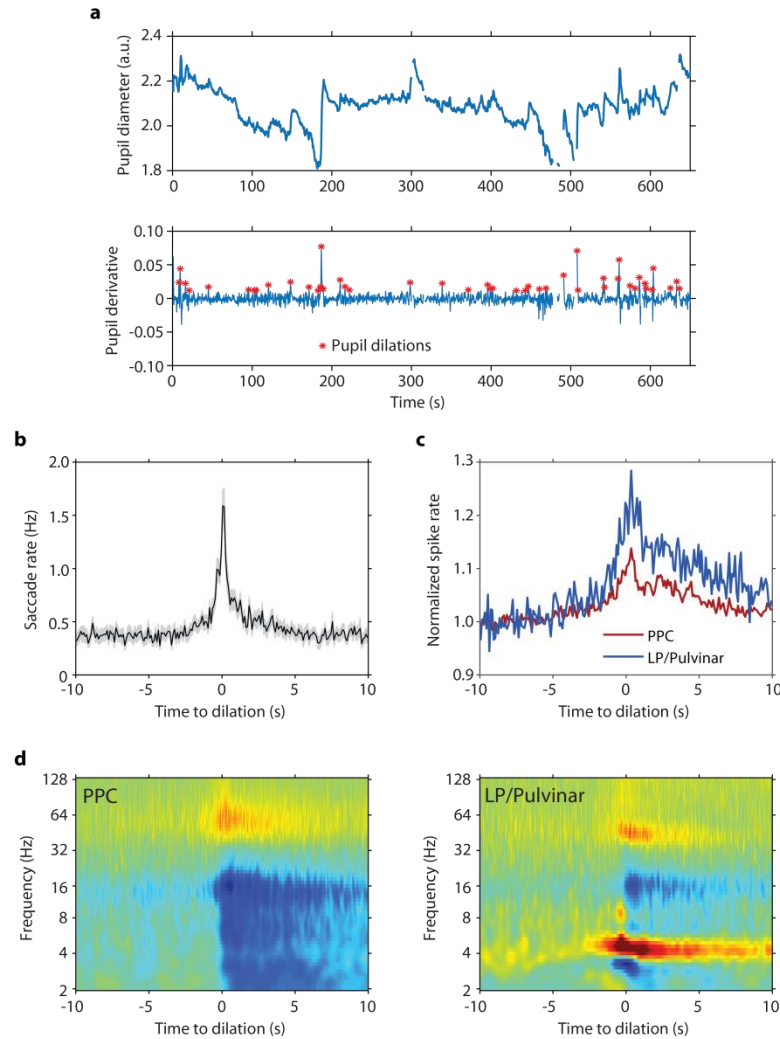 a
Pupil diameter (a.u.)
2.4
2.2
2.0
1.8
0 100 200 300 400 500 600
Time (s)
Pupil derivative
0.10
0.05
0
-0.05
-0.10
* Pupil dilations
0 100 200 300 400 500 600
Time (s)
b
Saccade rate (Hz)
2.0
1.5
1.0
0.5
0
-10 -5 0 5 10
Time to dilation (s)
c
Normalized spike rate
1.3
1.2
1.1
1.0
0.9
PPC
LP/Pulvinar
-10 -5 0 5 10
Time to dilation (s)
d
PPC
Frequency (Hz)
128
64
32
16
8
4
2
-10 -5 0 5 10
Time to dilation (s)
LP/Pulvinar
Frequency (Hz)
128
64
32
16
8
4
2
-10 -5 0 5 10
Time to dilation (s)